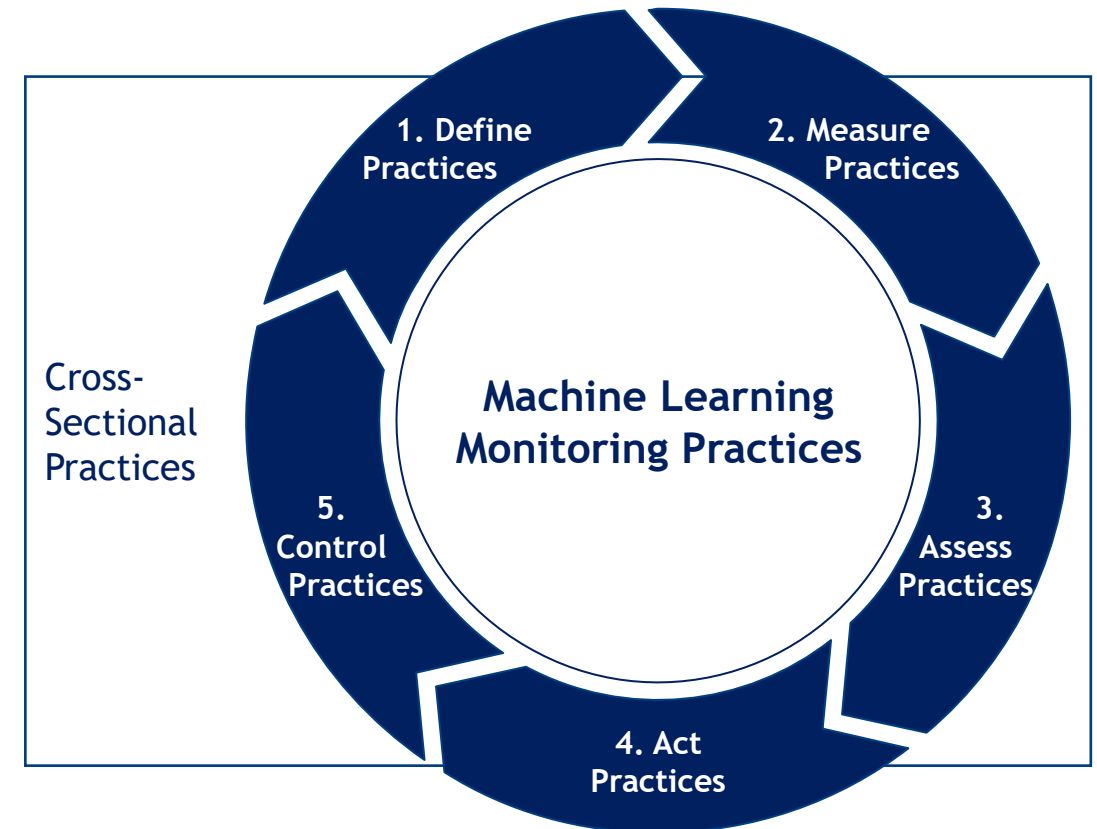 1. Define
Practices
2. Measure
Practices
Cross-
Sectional
Practices
Machine Learning
Monitoring Practices
5.
Control
Practices
3.
Assess
Practices
4. Act
Practices